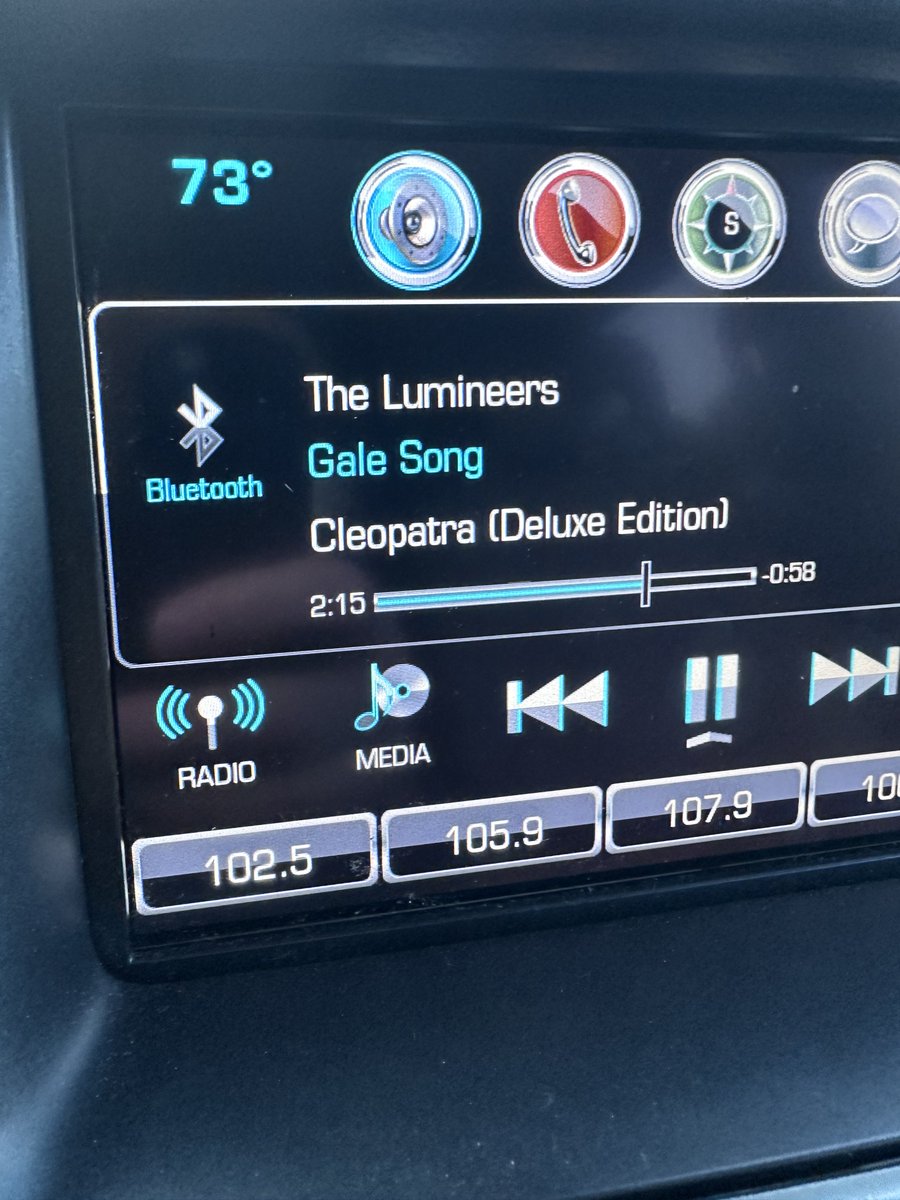 73°
S
The Lumineers
Gale Song
Bluetooth
Cleopatra (Deluxe Edition)
2:15 -0:58
RADIO MEDIA
102.5 105.9 107.9